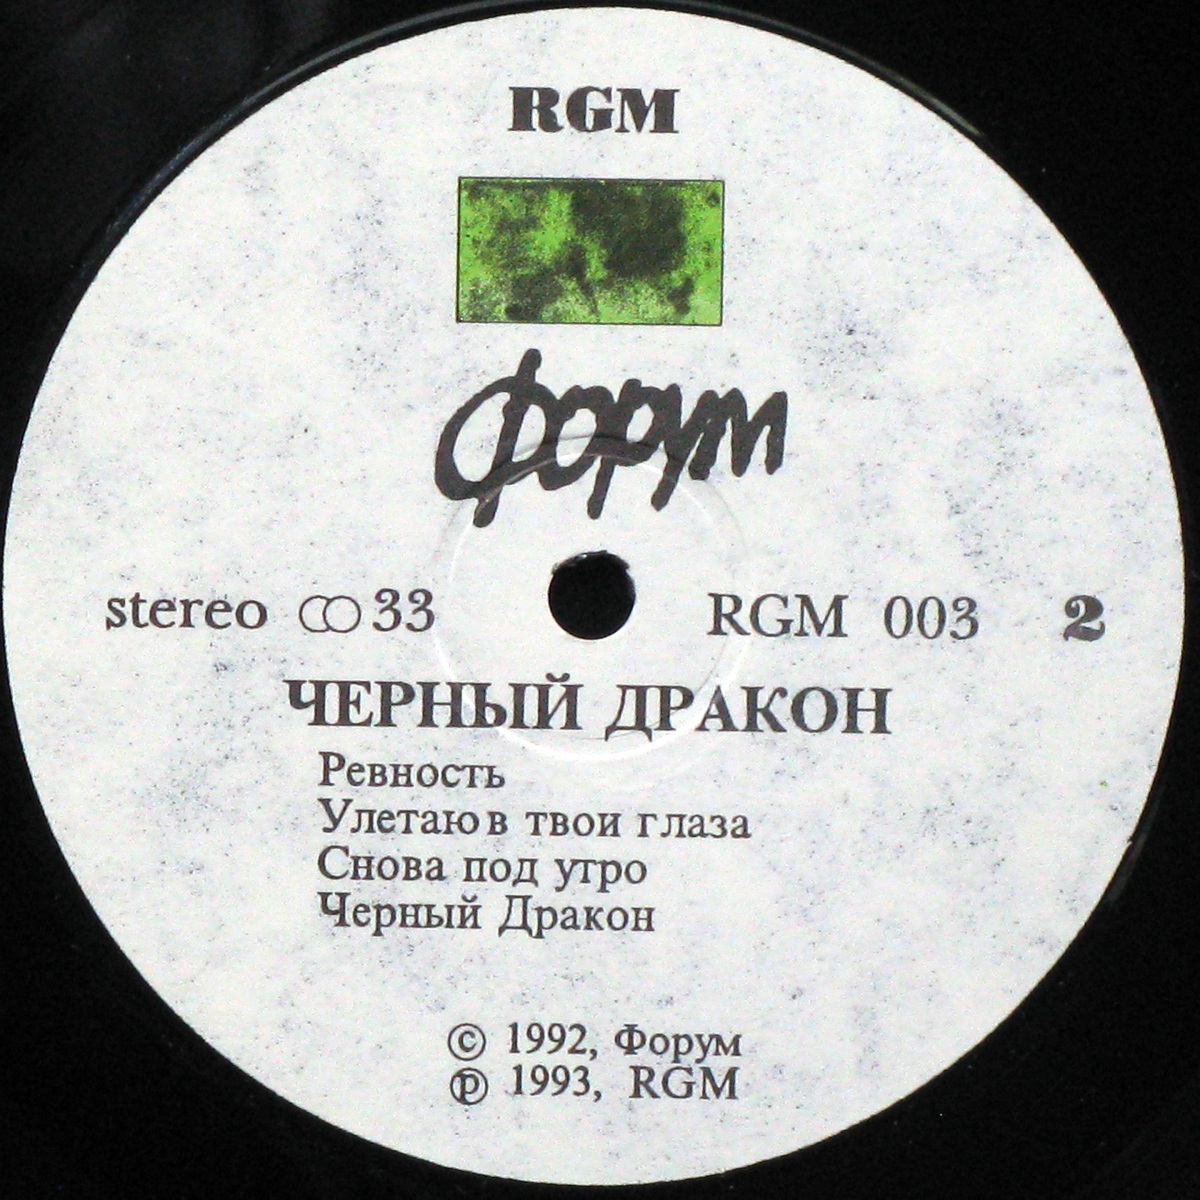 RGM
Форум
stereo ꝏ 33 RGM 003 2
ЧЕРНЫЙ ДРАКОН
Ревность
Улетаю в твои глаза
Снова под утро
Черный Дракон
© 1992, Форум
℗ 1993, RGM